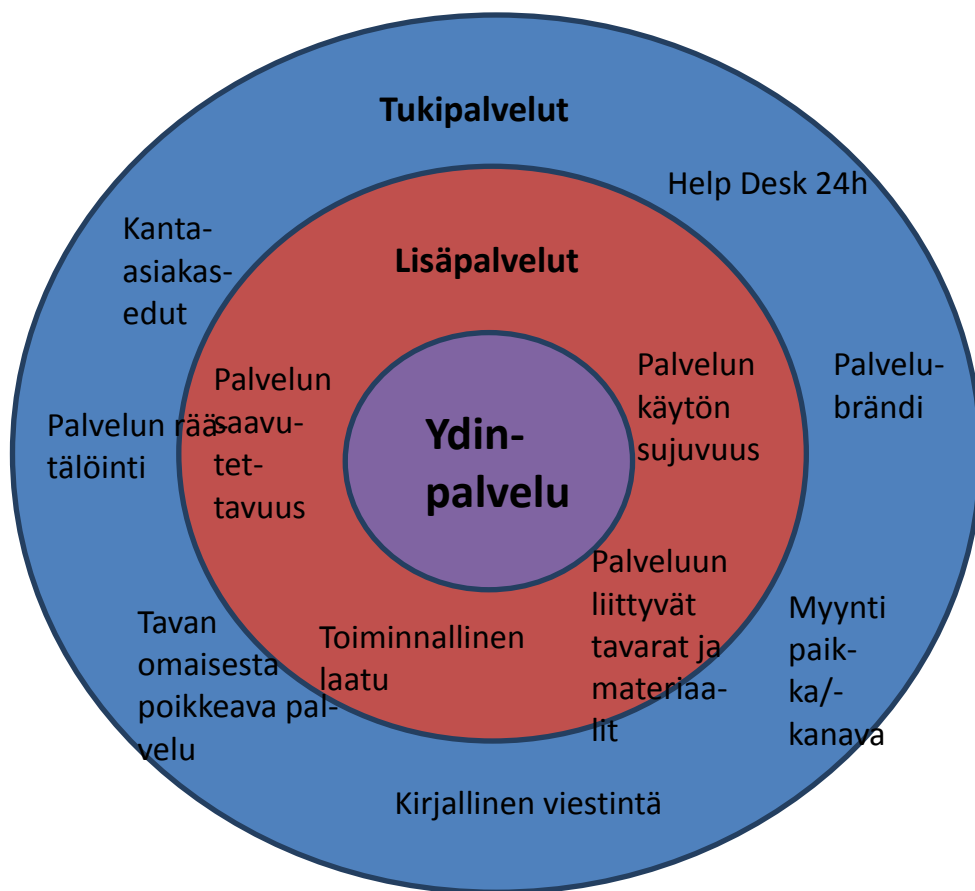 Tukipalvelut
Help Desk 24h
Kanta-
asiakas-
edut
Lisäpalvelut
Palvelun
saavu-
tet-
tavuus
Palvelun
käytön
sujuvuus
Palvelu-
brändi
Palvelun rää-
tälöinti
Ydin-
palvelu
Palveluun
liittyvät
tavarat ja
materiaa-
lit
Myynti
paik-
ka/-
kanava
Tavan
omaisesta
poikkeava pal-
velu
Toiminnallinen
laatu
Kirjallinen viestintä